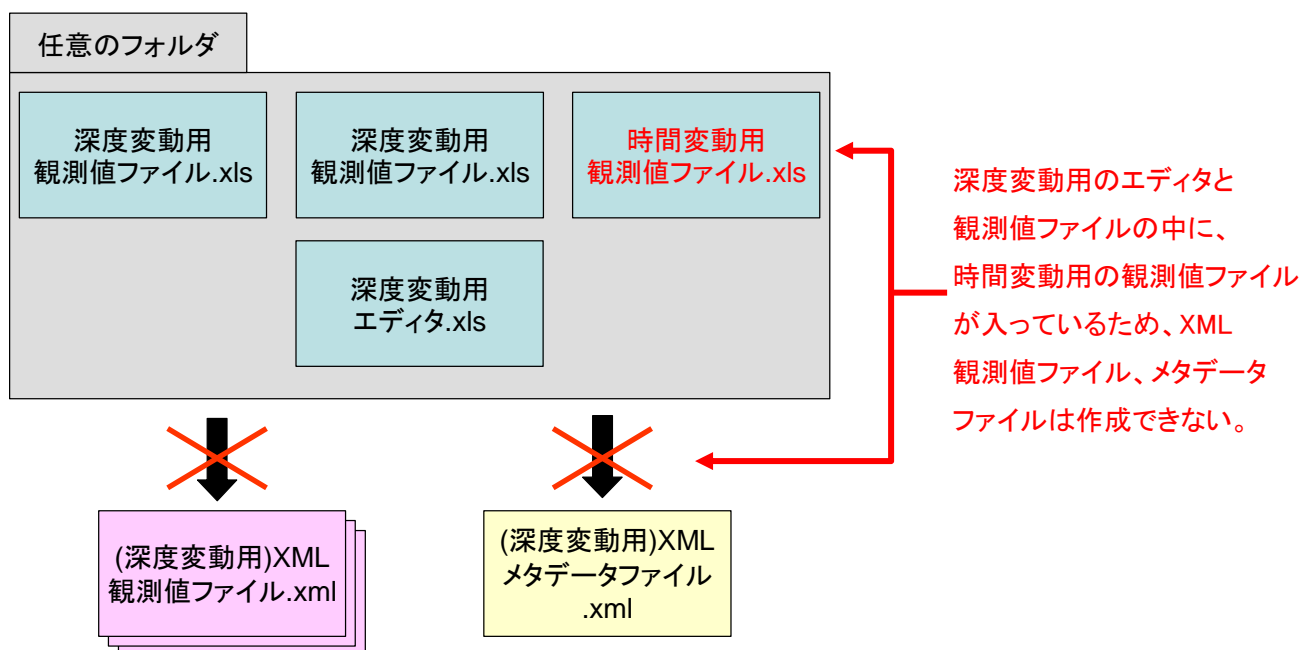 任意のフォルダ
深度変動用
観測値ファイル.xls
深度変動用
観測値ファイル.xls
時間変動用
観測値ファイル.xls
深度変動用
エディタ.xls
深度変動用のエディタと
観測値ファイルの中に、
時間変動用の観測値ファイル
が入っているため、XML
観測値ファイル、メタデータ
ファイルは作成できない。
(深度変動用)XML
観測値ファイル.xml
(深度変動用)XML
メタデータファイル
.xml